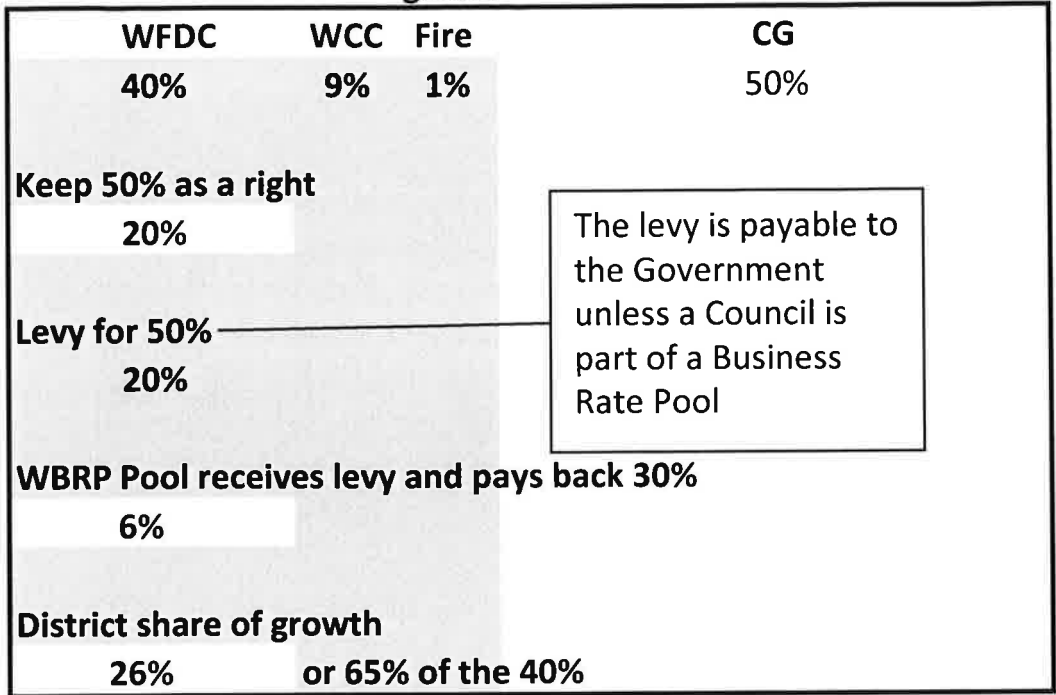 WFDC WCC Fire CG
40% 9% 1% 50%
Keep 50% as a right
20%
The levy is payable to
the Government
unless a Council is
part of a Business
Rate Pool
Levy for 50%
20%
WBRP Pool receives levy and pays back 30%
6%
District share of growth
26% or 65% of the 40%